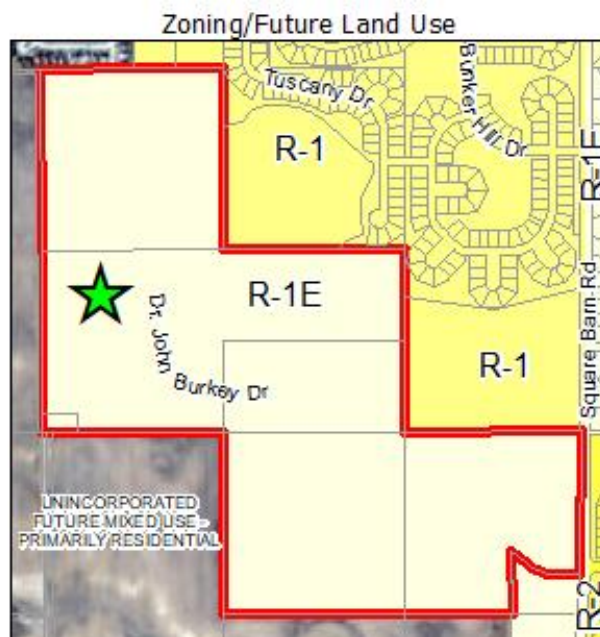 Zoning/Future Land Use
Tuscany Dr
Bunker Hill Dr
R-1
R-1E
R-1E
Dr. John
Burkey Dr
R-1
Square Barn Rd
UNINCORPORATED
FUTURE MIXED USE -
PRIMARILY RESIDENTIAL
R-2